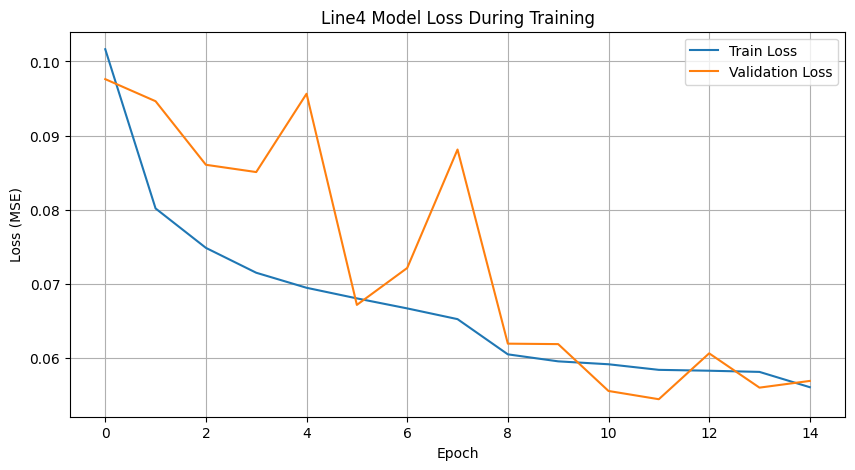 Line4 Model Loss During Training
Train Loss
Validation Loss
Loss (MSE)
0.10
0.09
0.08
0.07
0.06
0 2 4 6 8 10 12 14
Epoch